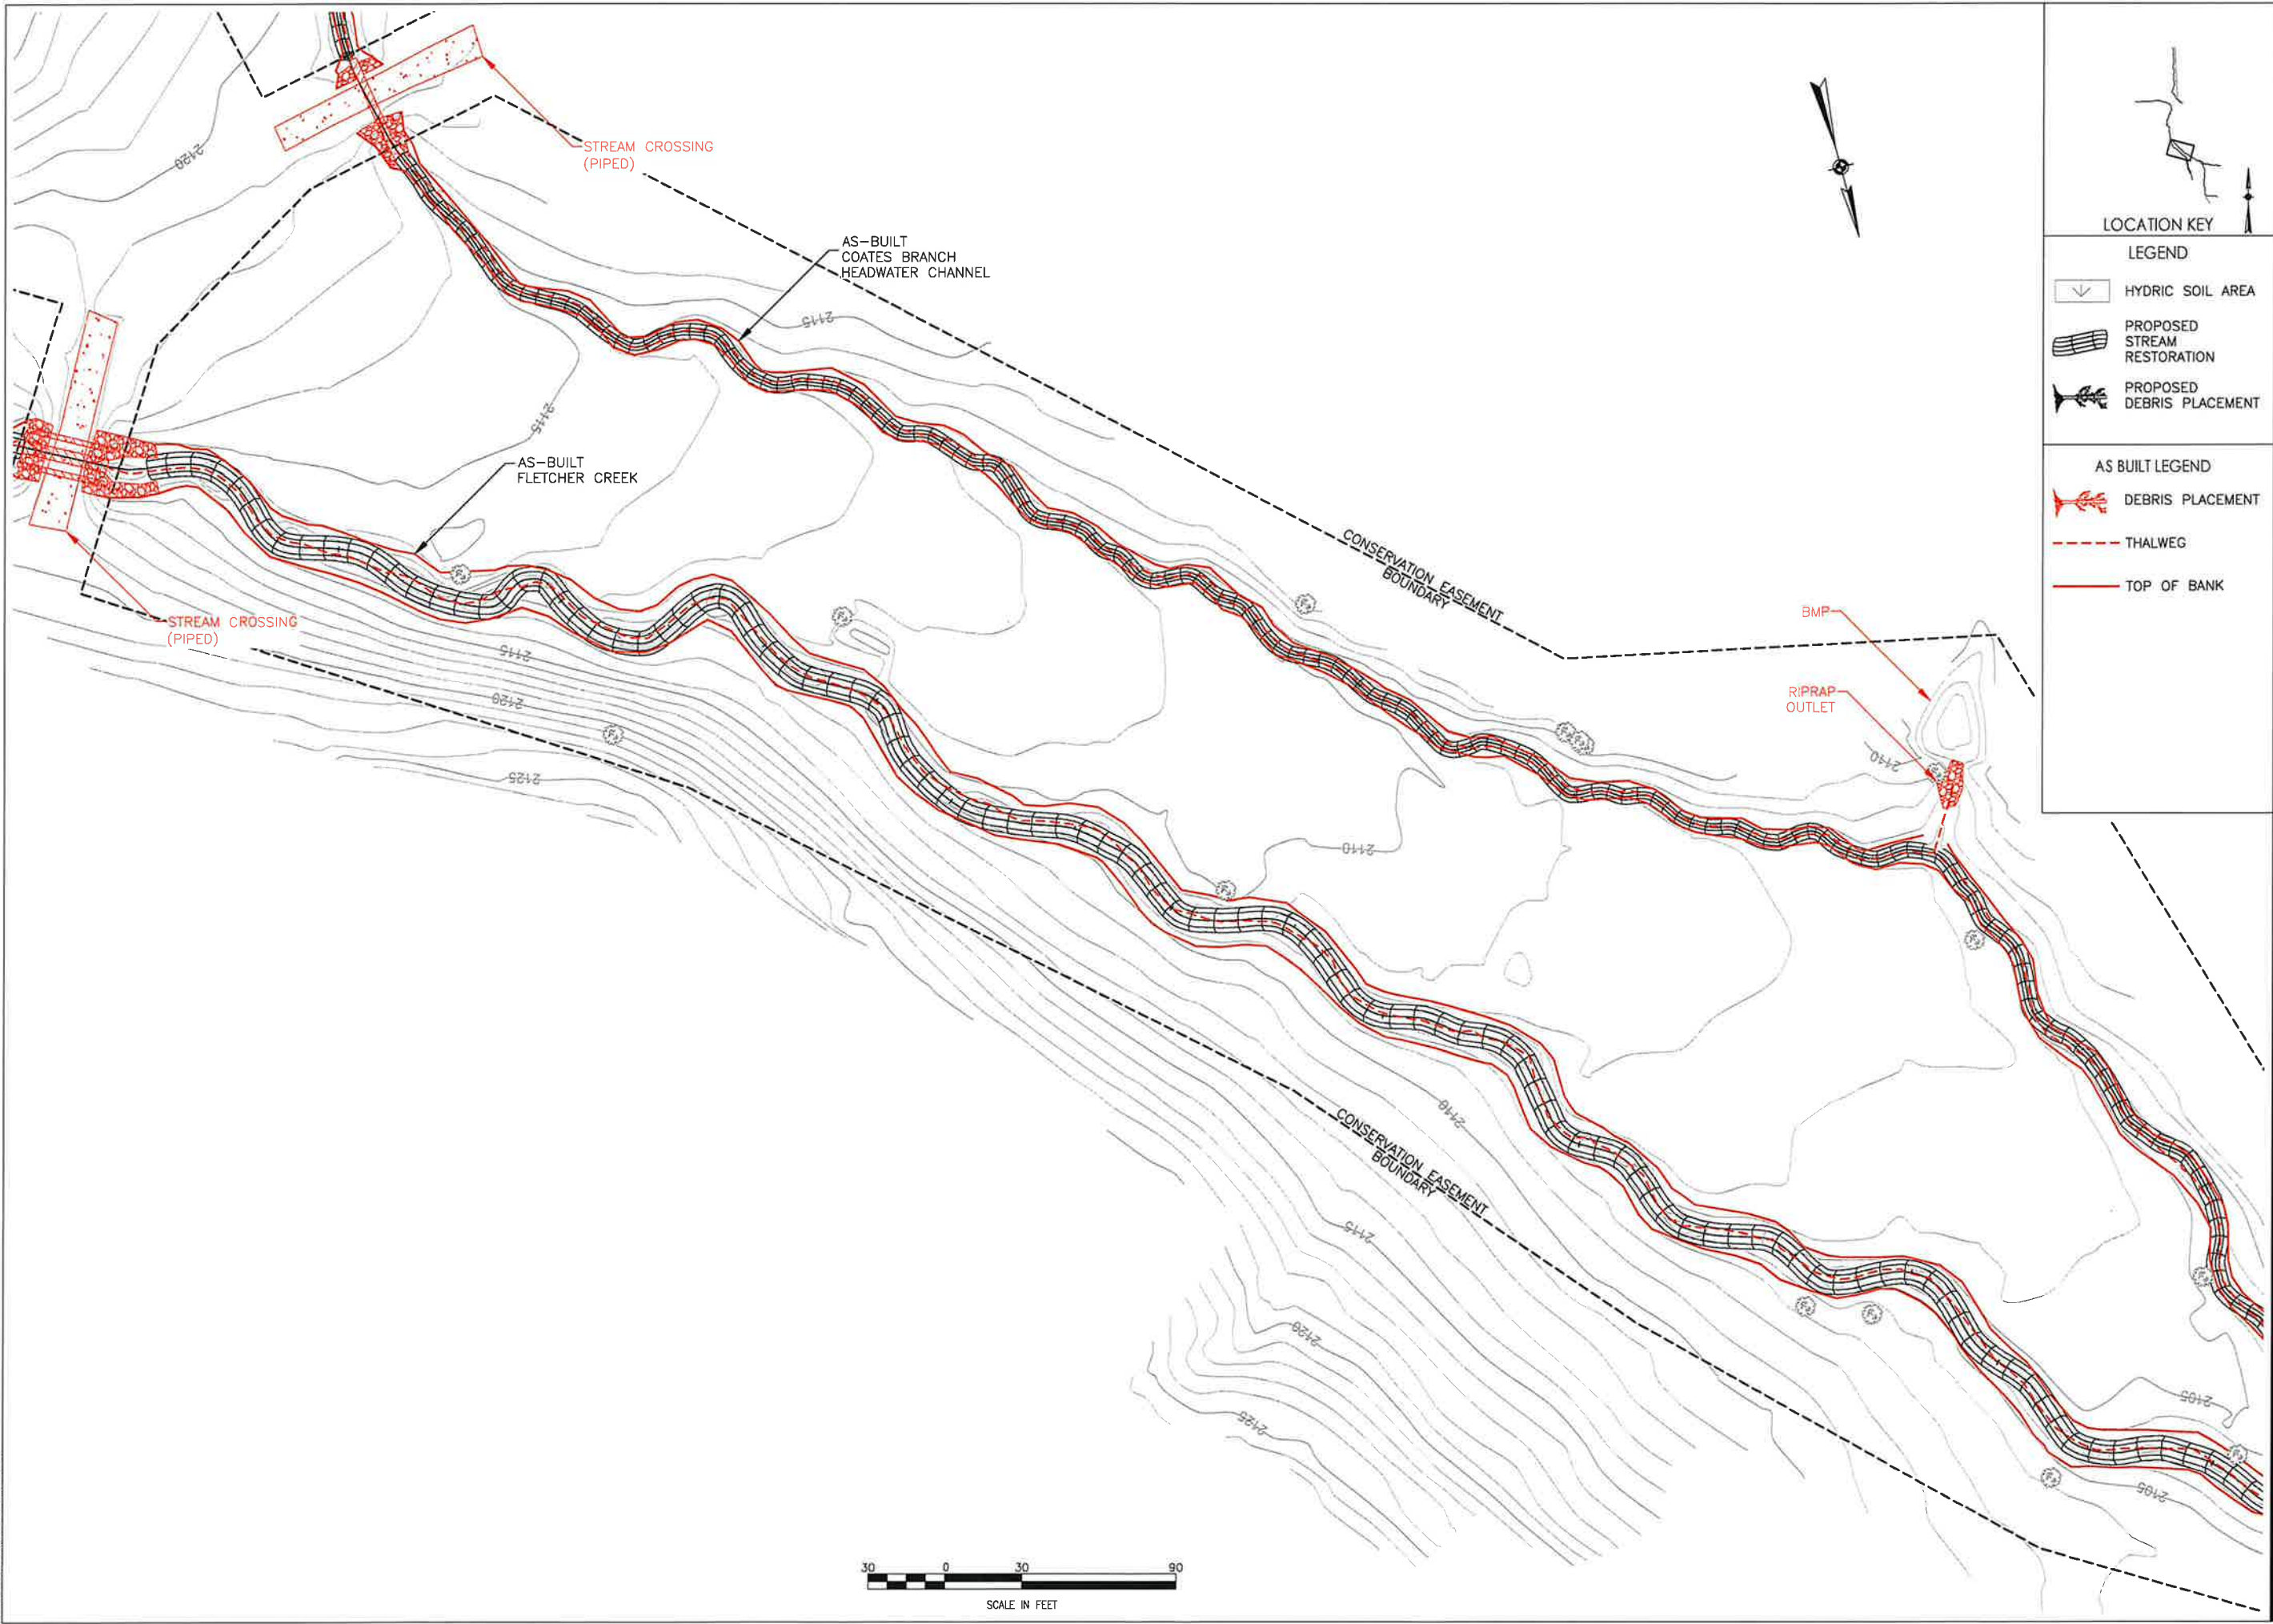 2120
STREAM CROSSING
(PIPED)
AS-BUILT
COATES BRANCH
HEADWATER CHANNEL
2115
2115
AS-BUILT
FLETCHER CREEK
STREAM CROSSING
(PIPED)
2115
2120
2125
CONSERVATION EASEMENT
BOUNDARY
BMP
RIPRAP
OUTLET
2110
2110
2110
CONSERVATION EASEMENT
BOUNDARY
2115
2120
2125
2105
2105
30 0 30 90
SCALE IN FEET
LOCATION KEY
LEGEND
HYDRIC SOIL AREA
PROPOSED
STREAM
RESTORATION
PROPOSED
DEBRIS PLACEMENT
AS BUILT LEGEND
DEBRIS PLACEMENT
THALWEG
TOP OF BANK